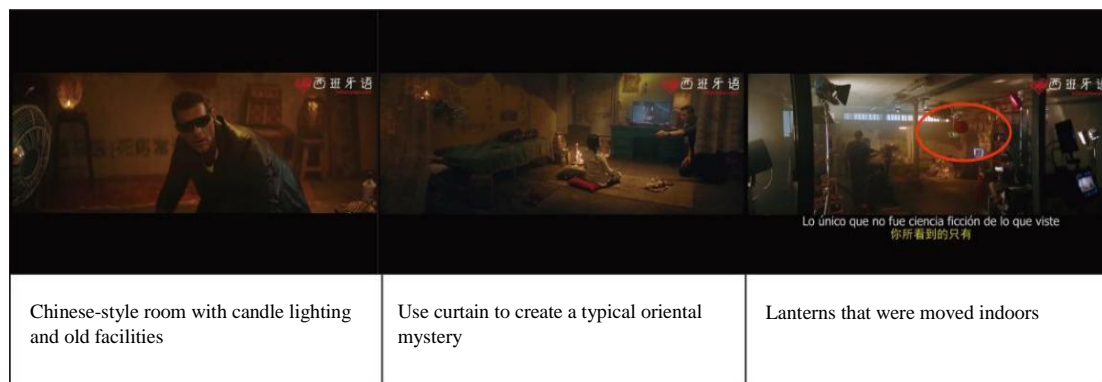 西班牙语
西班牙语
西班牙语
Lo único que no fue ciencia ficción de lo que viste
你所看到的只有
Chinese-style room with candle lighting
and old facilities
Use curtain to create a typical oriental
mystery
Lanterns that were moved indoors